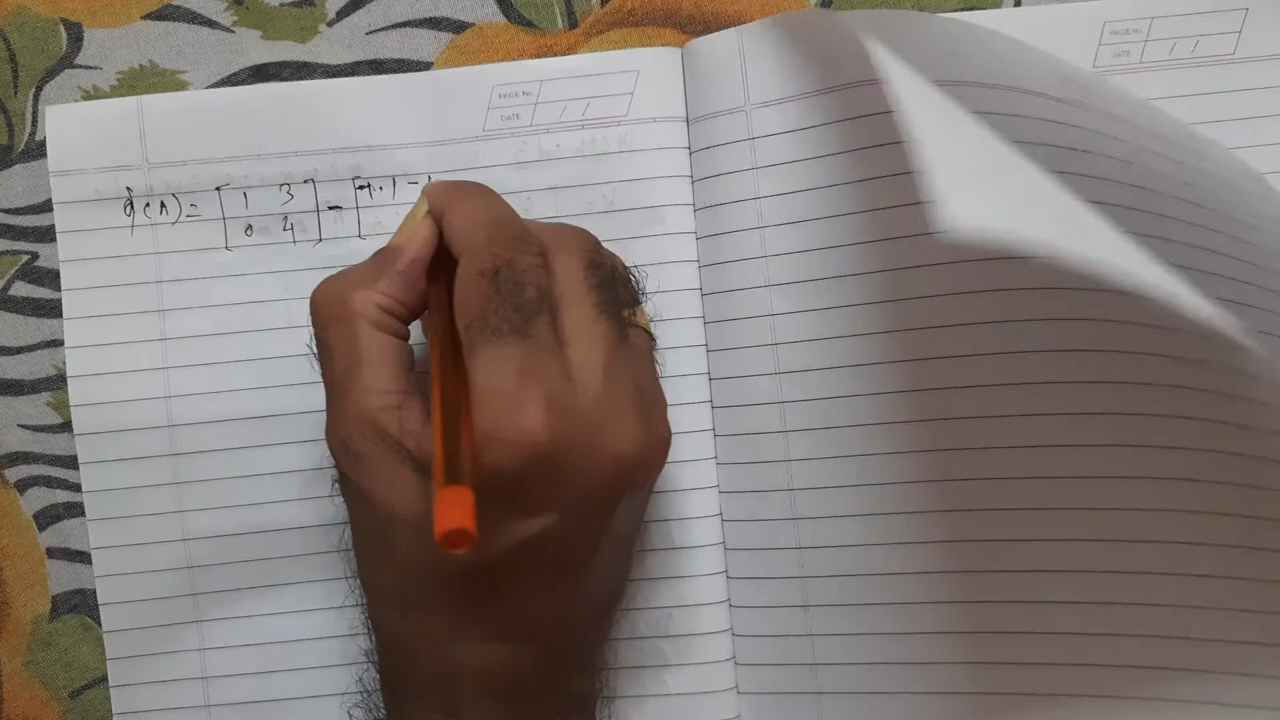 PAGE NO.
DATE / /
PAGE NO.
DATE / /
f(A) = [ 1 3 ] - [
0 4